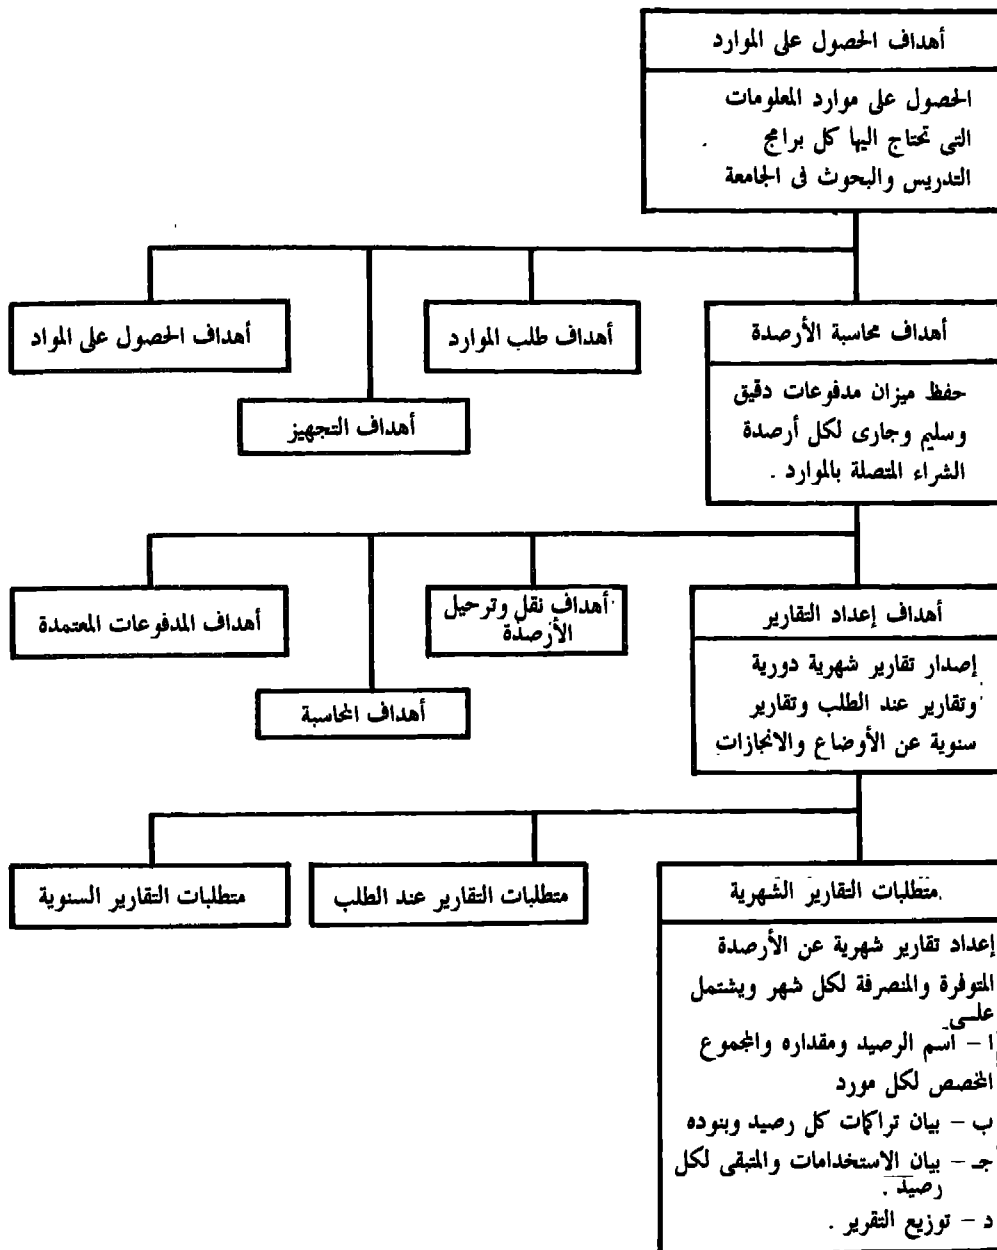 أهداف الحصول على الموارد
الحصول على موارد المعلومات
التى تحتاج اليها كل برامج
التدريس والبحوث فى الجامعة
أهداف محاسبة الأرصدة
حفظ ميزان مدفوعات دقيق
وسليم وجارى لكل أرصدة
الشراء المتصلة بالموارد .
أهداف طلب الموارد
أهداف التجهيز
أهداف الحصول على المواد
أهداف إعداد التقارير
إصدار تقارير شهرية دورية
وتقارير عند الطلب وتقارير
سنوية عن الأوضاع والانجازات
أهداف نقل وترحيل
الأرصدة
أهداف المحاسبة
أهداف المدفوعات المعتمدة
متطلبات التقارير الشهرية
إعداد تقارير شهرية عن الأرصدة
المتوفرة والمنصرفة لكل شهر ويشتمل
علــى
ا – اسم الرصيد ومقداره والمجموع
المخصص لكل مورد
ب – بيان تراكمات كل رصيد وبنوده
جـ – بيان الاستخدامات والمتبقى لكل
رصيد .
د – توزيع التقرير .
متطلبات التقارير عند الطلب
متطلبات التقارير السنوية